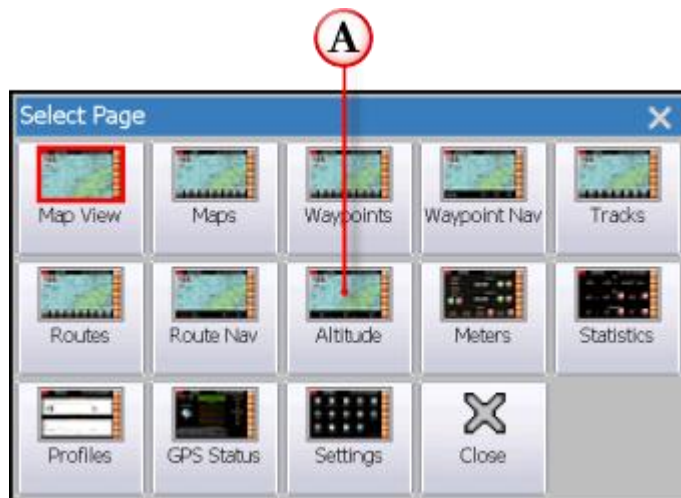 A
Select Page
Map View Maps Waypoints Waypoint Nav Tracks
Routes Route Nav Altitude Meters Statistics
Profiles GPS Status Settings Close